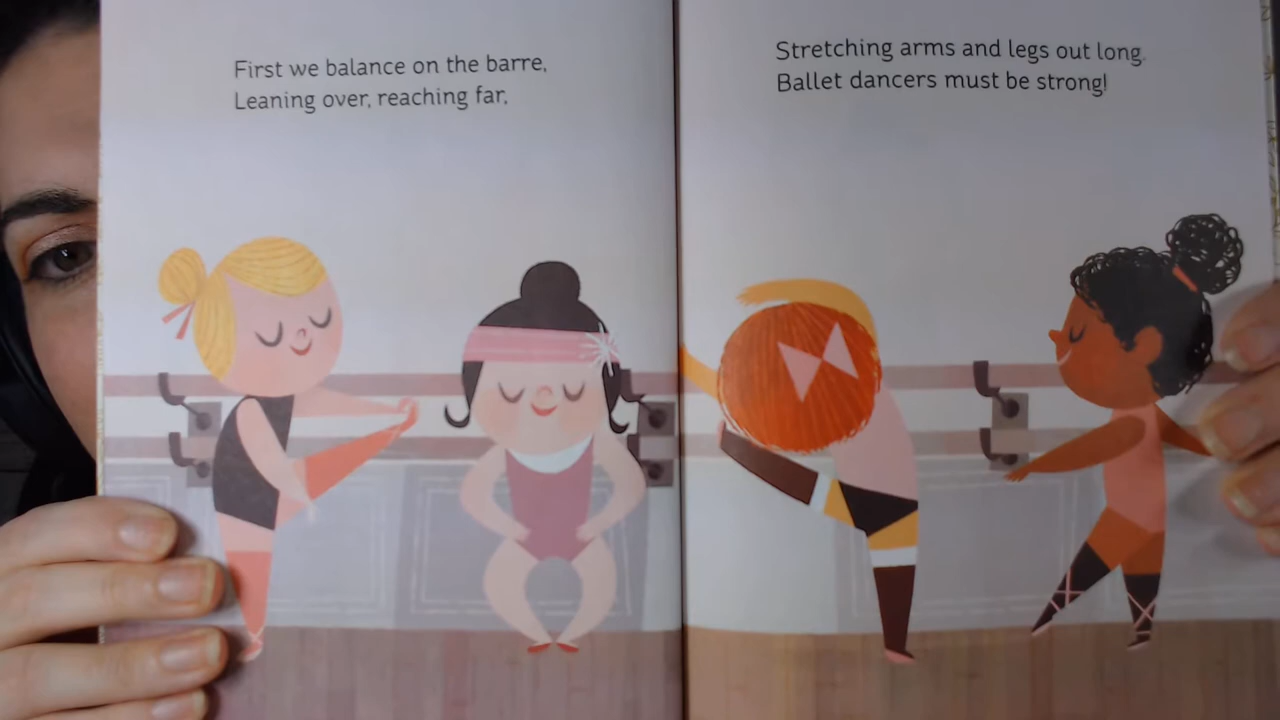 First we balance on the barre,
Leaning over, reaching far,
Stretching arms and legs out long.
Ballet dancers must be strong!